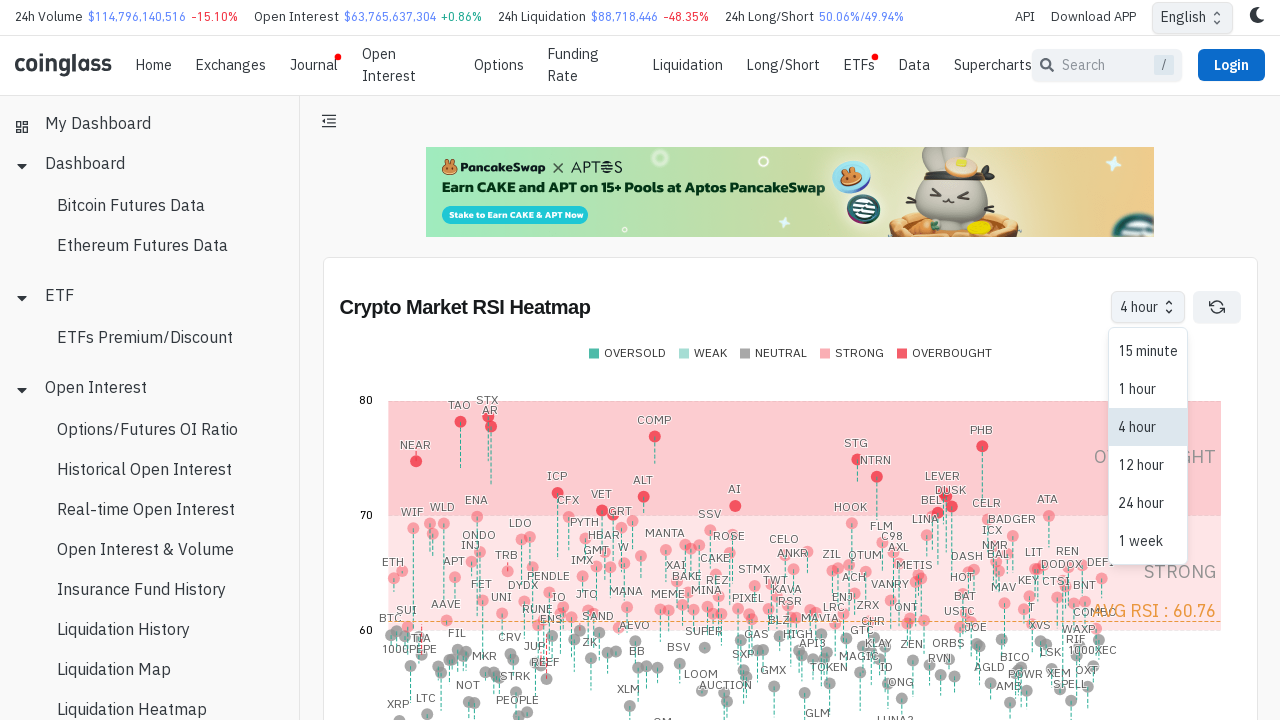 24h Volume $114,796,140,516 -15.10% Open Interest $63,765,637,304 +0.86% 24h Liquidation $88,718,446 -48.35% 24h Long/Short 50.06%/49.94% API Download APP English
coinglass Home Exchanges Journal Open Interest Options Funding Rate Liquidation Long/Short ETFs Data Supercharts Search / Login
My Dashboard
Dashboard
Bitcoin Futures Data
Ethereum Futures Data
ETF
ETFs Premium/Discount
Open Interest
Options/Futures OI Ratio
Historical Open Interest
Real-time Open Interest
Open Interest & Volume
Insurance Fund History
Liquidation History
Liquidation Map
Liquidation Heatmap
PancakeSwap × APTOS
Earn CAKE and APT on 15+ Pools at Aptos PancakeSwap
Stake to Earn CAKE & APT Now
Crypto Market RSI Heatmap
4 hour
15 minute
1 hour
4 hour
12 hour
24 hour
1 week
OVERSOLD WEAK NEUTRAL STRONG OVERBOUGHT
80
TAO STX
AR
COMP
PHB
NEAR
STG
NTRN
ICP
ALT
LEVER
AI
DUSK
VET
ENA
CFX
BEL
CELR
ATA
WIF
WLD
GRT
SSV
HOOK
70
LDO
PYTH
LINA
BADGER
FLM
ICX
ONDO
HBAR
MANTA
ROSE
CELO
C98
INJ
GMT
W
AXL
NMR
ETH
APT
TRB
IMX
XAI
CAKE
ANKR
ZIL
QTUM
METIS
DASH
BAL
LIT
REN
DODOX
DEFI
FET
DYDX
PENDLE
MANA
BAKE
REZ
STMX
TWT
ACH
VANRY
HOT
KEY
CTSI
BNT
STRONG
SUI
AAVE
UNI
RUNE
IO
JTO
MEME
MINA
PIXEL
KAVA
RSR
ENJ
LRC
ZRX
ONT
BAT
MAV
T
AVG RSI : 60.76
BTC
ENS
SAND
BLZ
MAVIA
CHR
USTC
60
TIA
FIL
CRV
AEVO
SUPER
GAS
HIGH
GTC
JOE
XVS
WAXP
1000PEPE
MKR
JUP
ZK
BB
BSV
SXP
API3
KLAY
ZEN
ORBS
LSK
RIF
1000XEC
REEF
MAGIC
RVN
BICO
NOT
STRK
LOOM
GMX
TOKEN
ID
AGLD
POWR
XEM
OXT
XRP
LTC
PEOPLE
XLM
AUCTION
ONG
AMB
SPELL
GLM
LUNA2